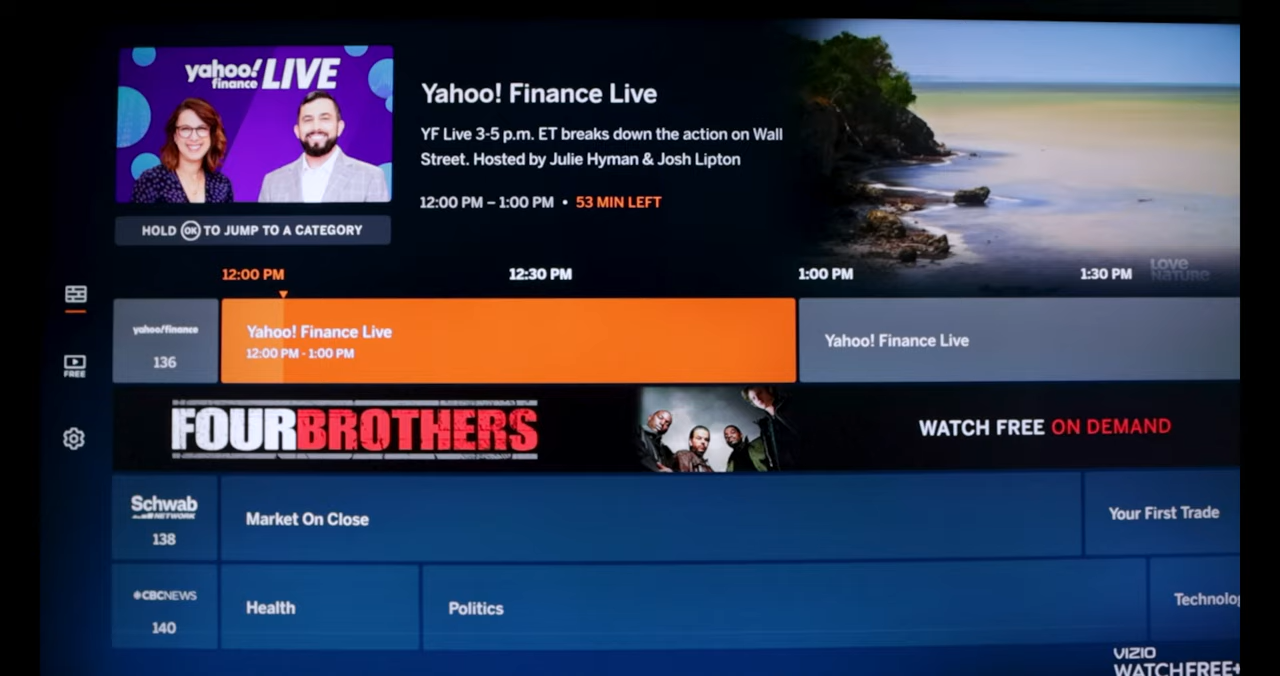 yahoo! finance LIVE
Yahoo! Finance Live
YF Live 3-5 p.m. ET breaks down the action on Wall
Street. Hosted by Julie Hyman & Josh Lipton
12:00 PM – 1:00 PM • 53 MIN LEFT
HOLD OK TO JUMP TO A CATEGORY
LOVE
NATURE
12:00 PM 12:30 PM 1:00 PM 1:30 PM
yahoo!finance
136
Yahoo! Finance Live
12:00 PM - 1:00 PM
Yahoo! Finance Live
FREE
FOUR BROTHERS
WATCH FREE ON DEMAND
Schwab
NETWORK
138
Market On Close
Your First Trade
CBCNEWS
140
Health
Politics
Technolo
VIZIO
WATCHFREE+